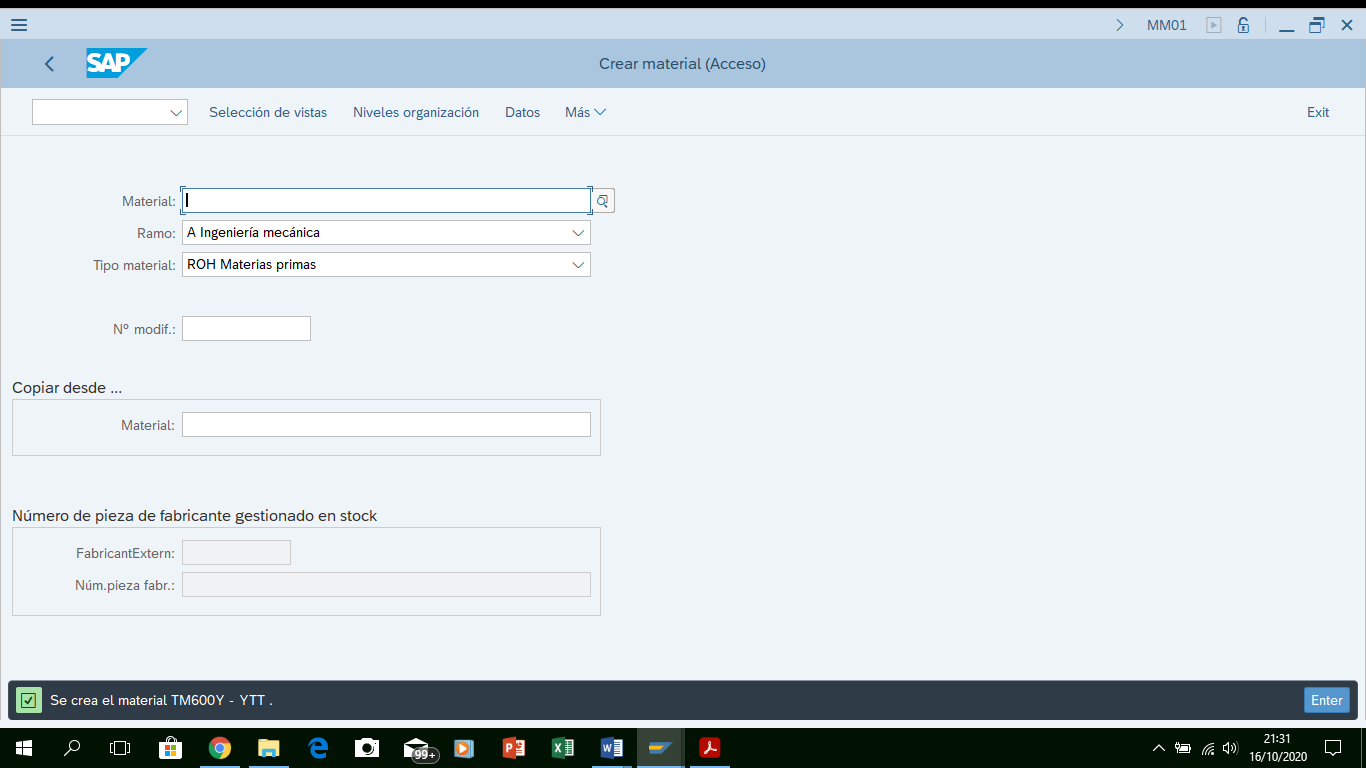 MM01
SAP
Crear material (Acceso)
Selección de vistas Niveles organización Datos Más Exit
Material:
Ramo: A Ingeniería mecánica
Tipo material: ROH Materias primas
Nº modif.:
Copiar desde ...
Material:
Número de pieza de fabricante gestionado en stock
FabricantExtern:
Núm.pieza fabr.:
Se crea el material TM600Y - YTT . Enter
99+
21:31
16/10/2020